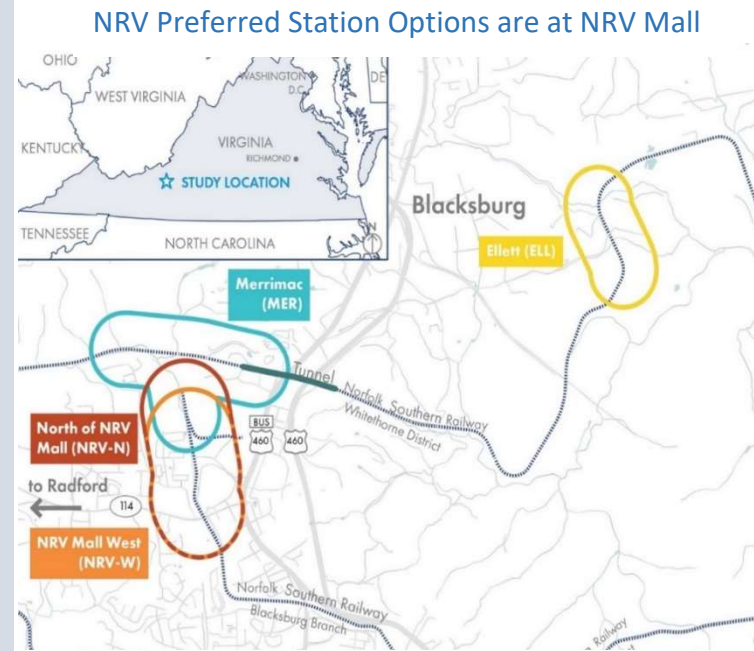 NRV Preferred Station Options are at NRV Mall
OHIO
WASHINGTON
D.C.
DE
WEST VIRGINIA
KENTUCKY
VIRGINIA
RICHMOND
STUDY LOCATION
TENNESSEE
NORTH CAROLINA
N
Blacksburg
Ellett (ELL)
Merrimac
(MER)
Tunnel
Norfolk Southern Railway
Whitethorne District
North of NRV
Mall (NRV-N)
BUS
460
460
to Radford
114
NRV Mall West
(NRV-W)
Norfolk Southern Railway
Blacksburg Branch
Railway